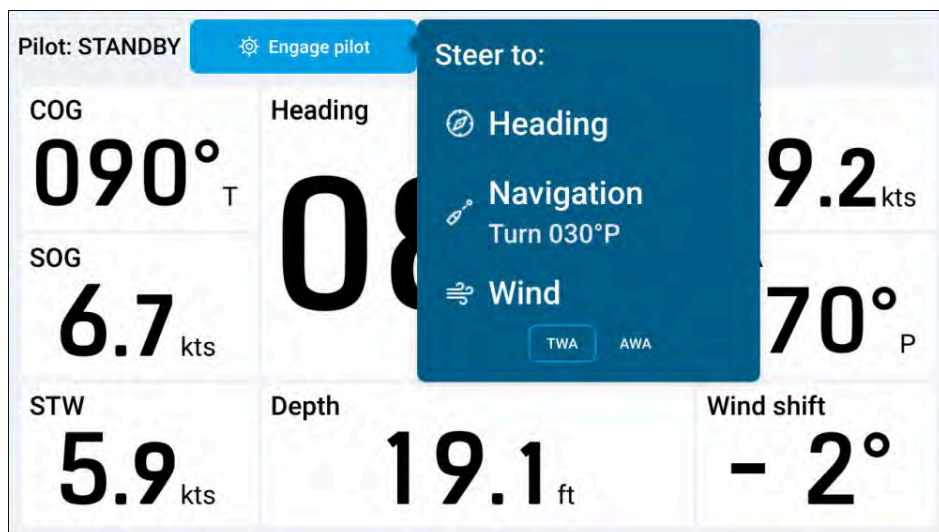 Pilot: STANDBY
Engage pilot
Steer to:
Heading
Navigation
Turn 030°P
Wind
TWA AWA
COG
090° T
Heading
9.2 kts
SOG
6.7 kts
70° P
STW
5.9 kts
Depth
19.1 ft
Wind shift
- 2°